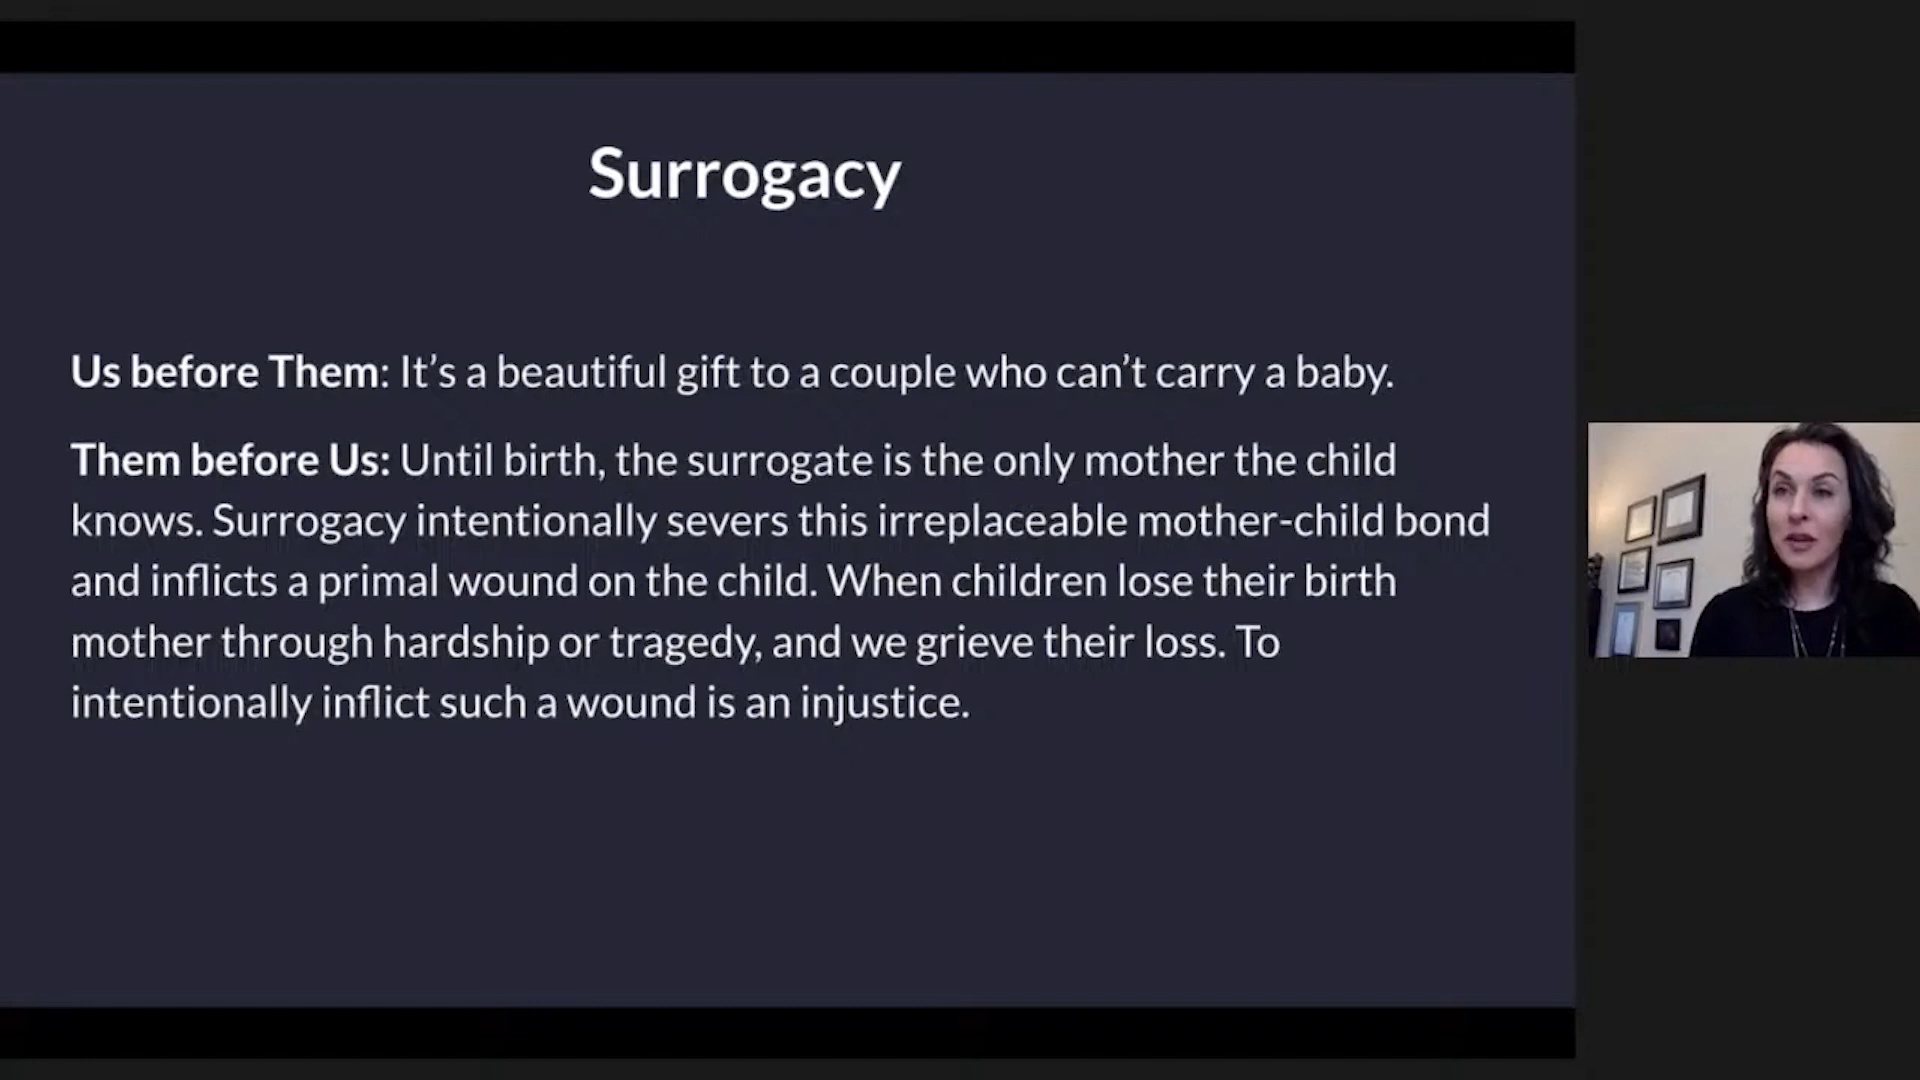 Surrogacy
Us before Them: It’s a beautiful gift to a couple who can’t carry a baby.
Them before Us: Until birth, the surrogate is the only mother the child
knows. Surrogacy intentionally severs this irreplaceable mother-child bond
and inflicts a primal wound on the child. When children lose their birth
mother through hardship or tragedy, and we grieve their loss. To
intentionally inflict such a wound is an injustice.